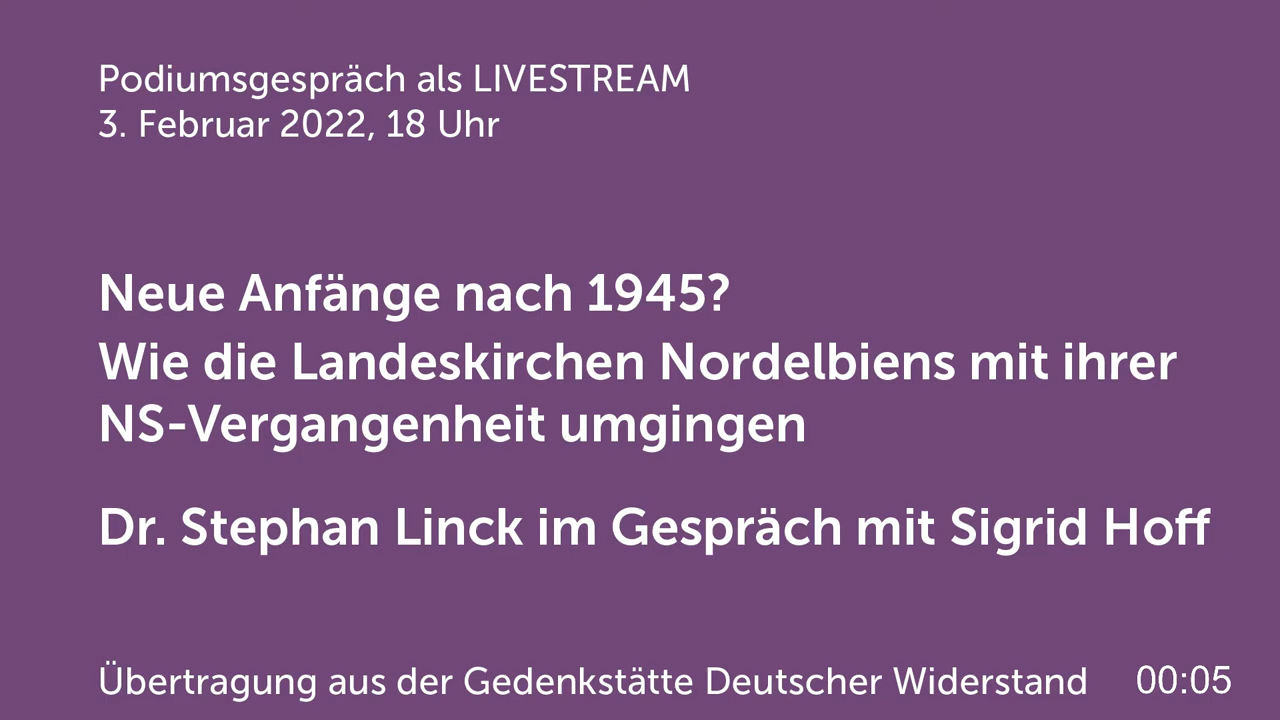 Podiumsgespräch als LIVESTREAM
3. Februar 2022, 18 Uhr
Neue Anfänge nach 1945?
Wie die Landeskirchen Nordelbiens mit ihrer
NS-Vergangenheit umgingen
Dr. Stephan Linck im Gespräch mit Sigrid Hoff
Übertragung aus der Gedenkstätte Deutscher Widerstand 00:05